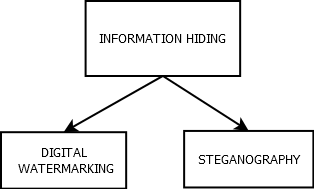 INFORMATION HIDING
DIGITAL
WATERMARKING
STEGANOGRAPHY